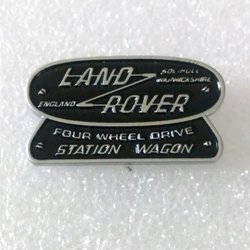 LAND
SOLIHULL
WARWICKSHIRE
ENGLAND
ROVER
FOUR WHEEL DRIVE
STATION WAGON